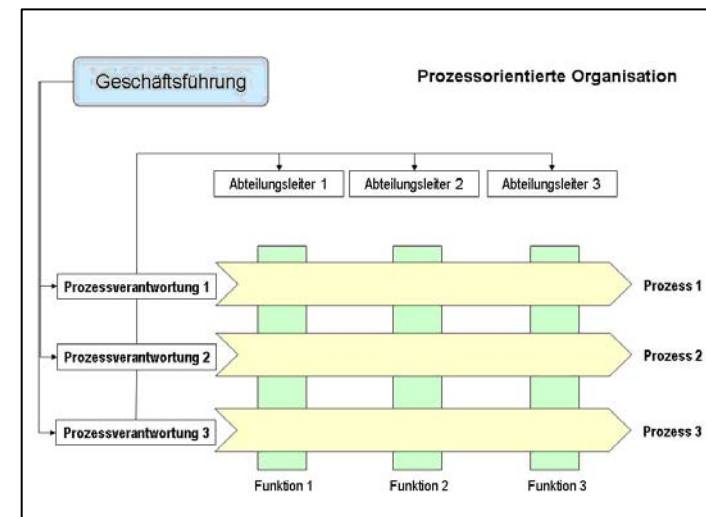 Geschäftsführung
Prozessorientierte Organisation
Abteilungsleiter 1
Abteilungsleiter 2
Abteilungsleiter 3
Prozessverantwortung 1
Prozess 1
Prozessverantwortung 2
Prozess 2
Prozessverantwortung 3
Prozess 3
Funktion 1
Funktion 2
Funktion 3